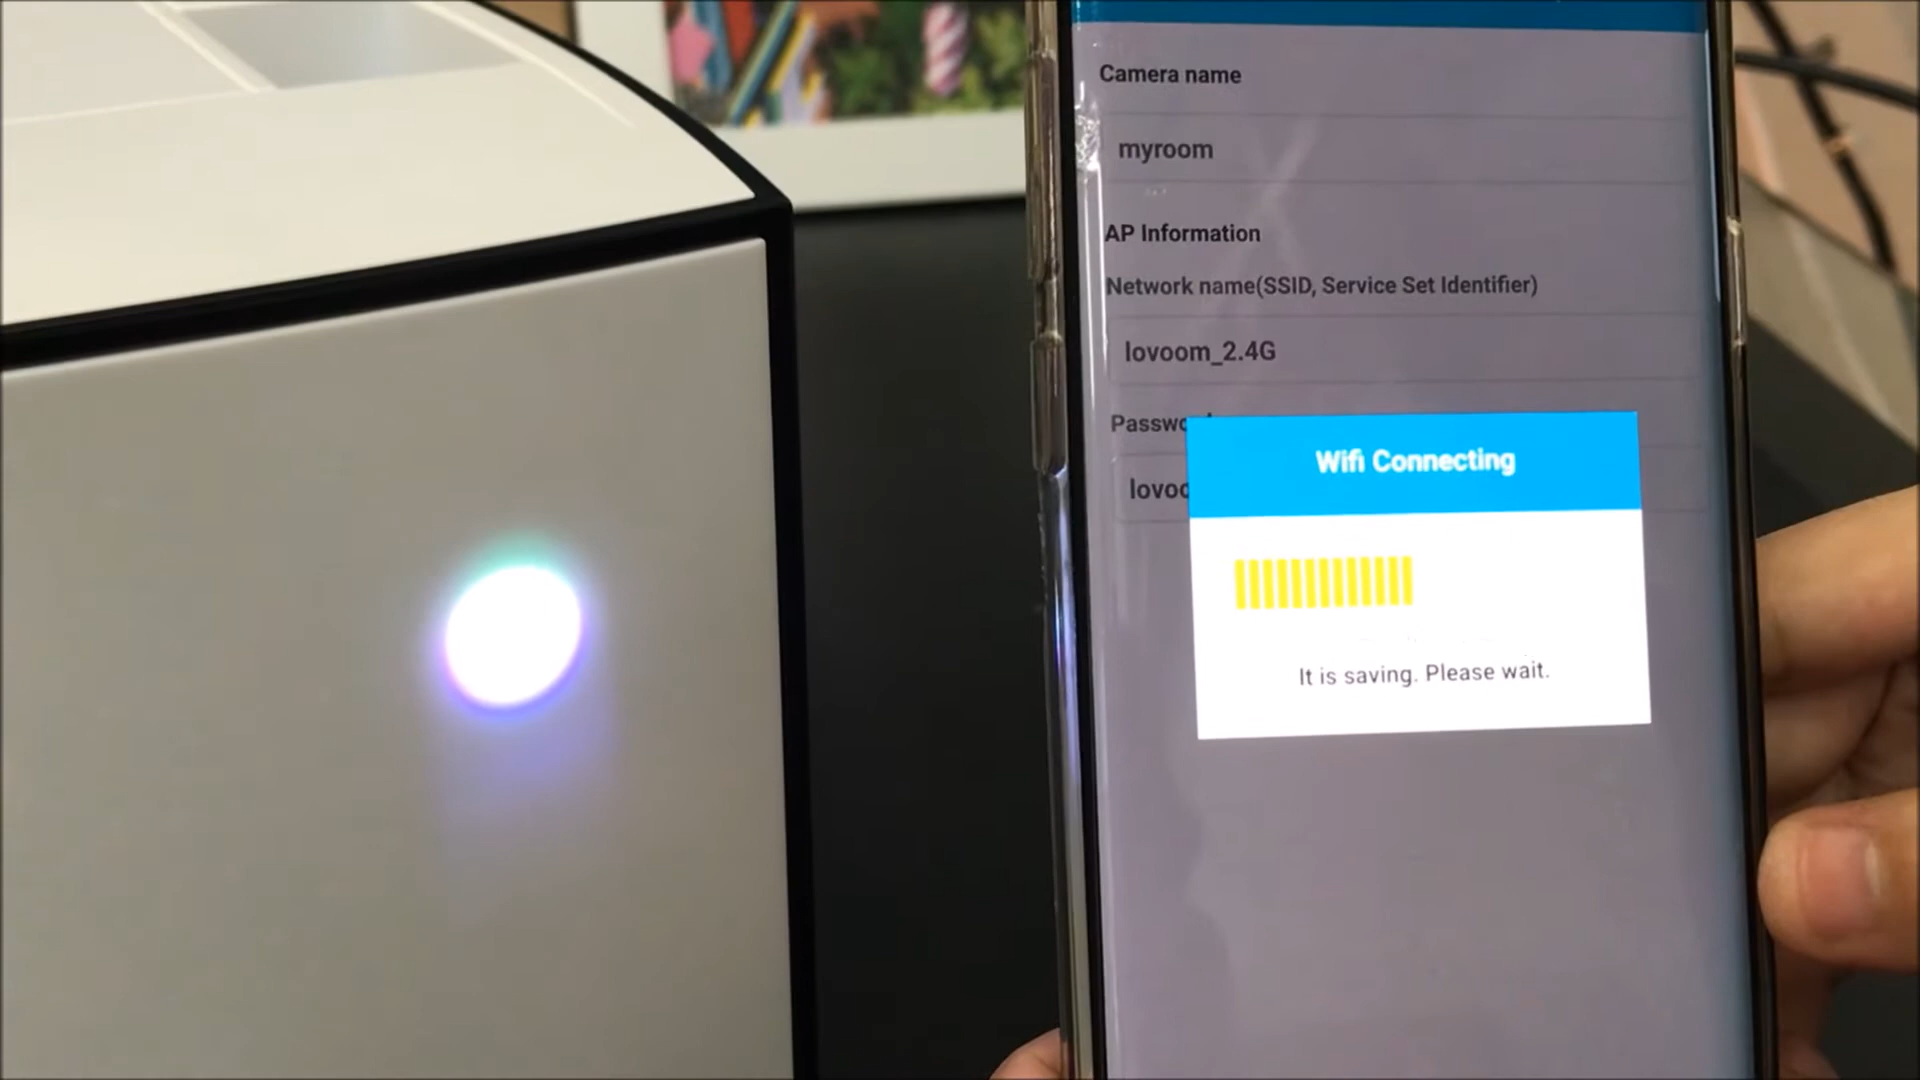 Camera name
myroom
AP Information
Network name(SSID, Service Set Identifier)
lovoom_2.4G
Wifi Connecting
It is saving. Please wait.